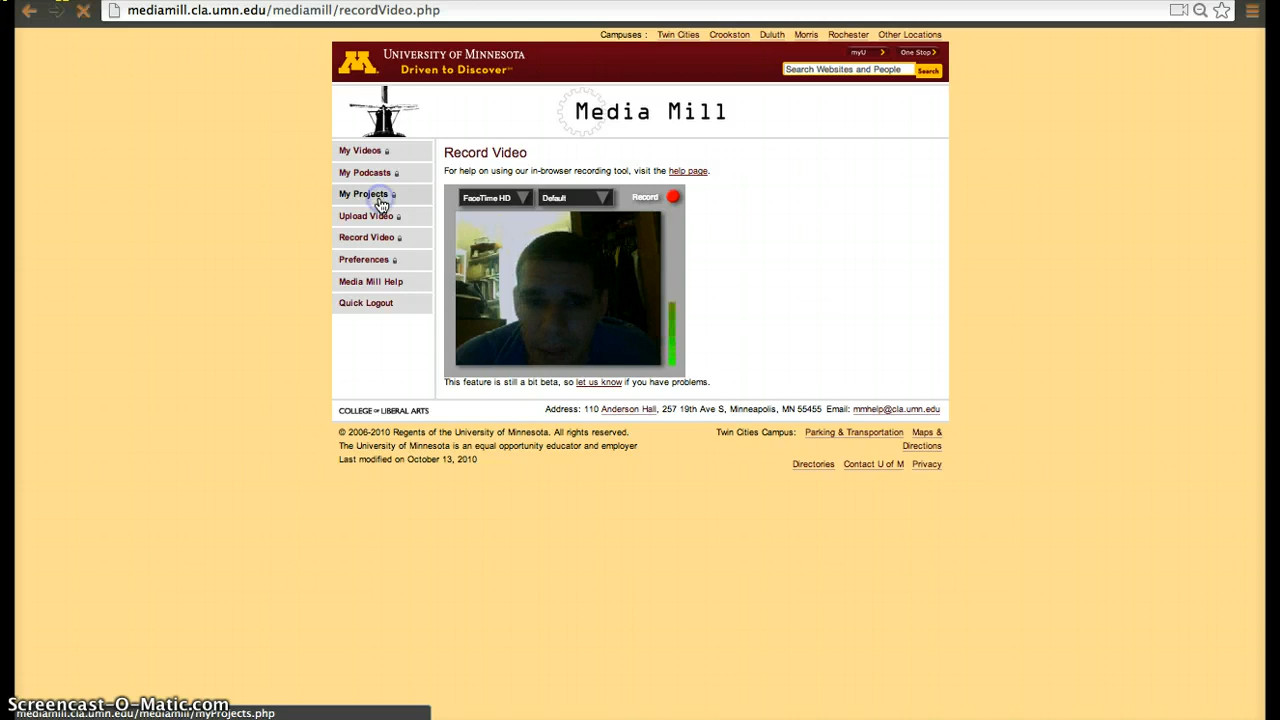 mediamill.cla.umn.edu/mediamill/recordVideo.php
Campuses : Twin Cities Crookston Duluth Morris Rochester Other Locations
UNIVERSITY OF MINNESOTA
Driven to Discover℠
myU One Stop
Search Websites and People Search
Media Mill
My Videos
My Podcasts
My Projects
Upload Video
Record Video
Preferences
Media Mill Help
Quick Logout
Record Video
For help on using our in-browser recording tool, visit the help page.
FaceTime HD Default Record
This feature is still a bit beta, so let us know if you have problems.
COLLEGE OF LIBERAL ARTS
Address: 110 Anderson Hall, 257 19th Ave S, Minneapolis, MN 55455 Email: mmhelp@cla.umn.edu
© 2006-2010 Regents of the University of Minnesota. All rights reserved.
The University of Minnesota is an equal opportunity educator and employer
Last modified on October 13, 2010
Twin Cities Campus: Parking & Transportation Maps &
Directions
Directories Contact U of M Privacy
Screencast-O-Matic.com
mediamill.cla.umn.edu/mediamill/myProjects.php